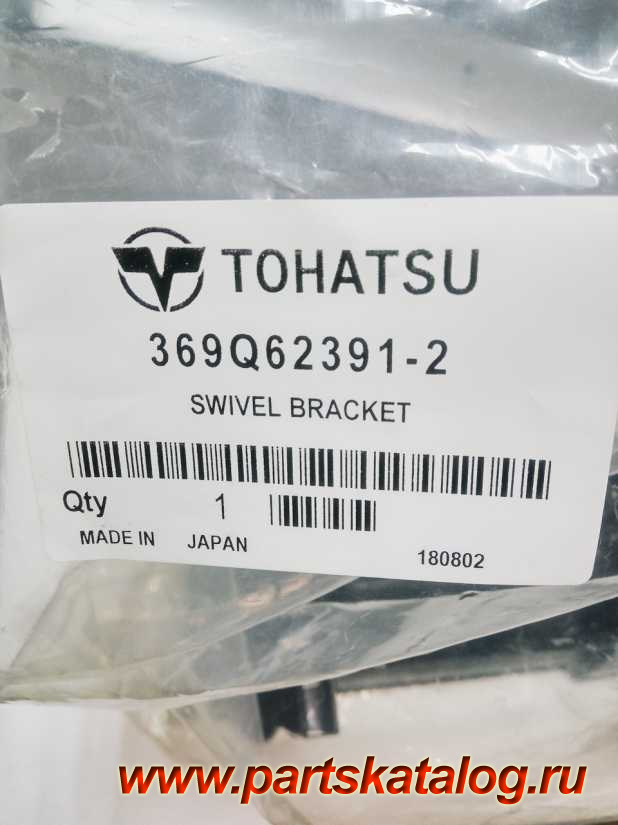 TOHATSU
369Q62391-2
SWIVEL BRACKET
Qty 1
MADE IN JAPAN 180802
www.partskatalog.ru